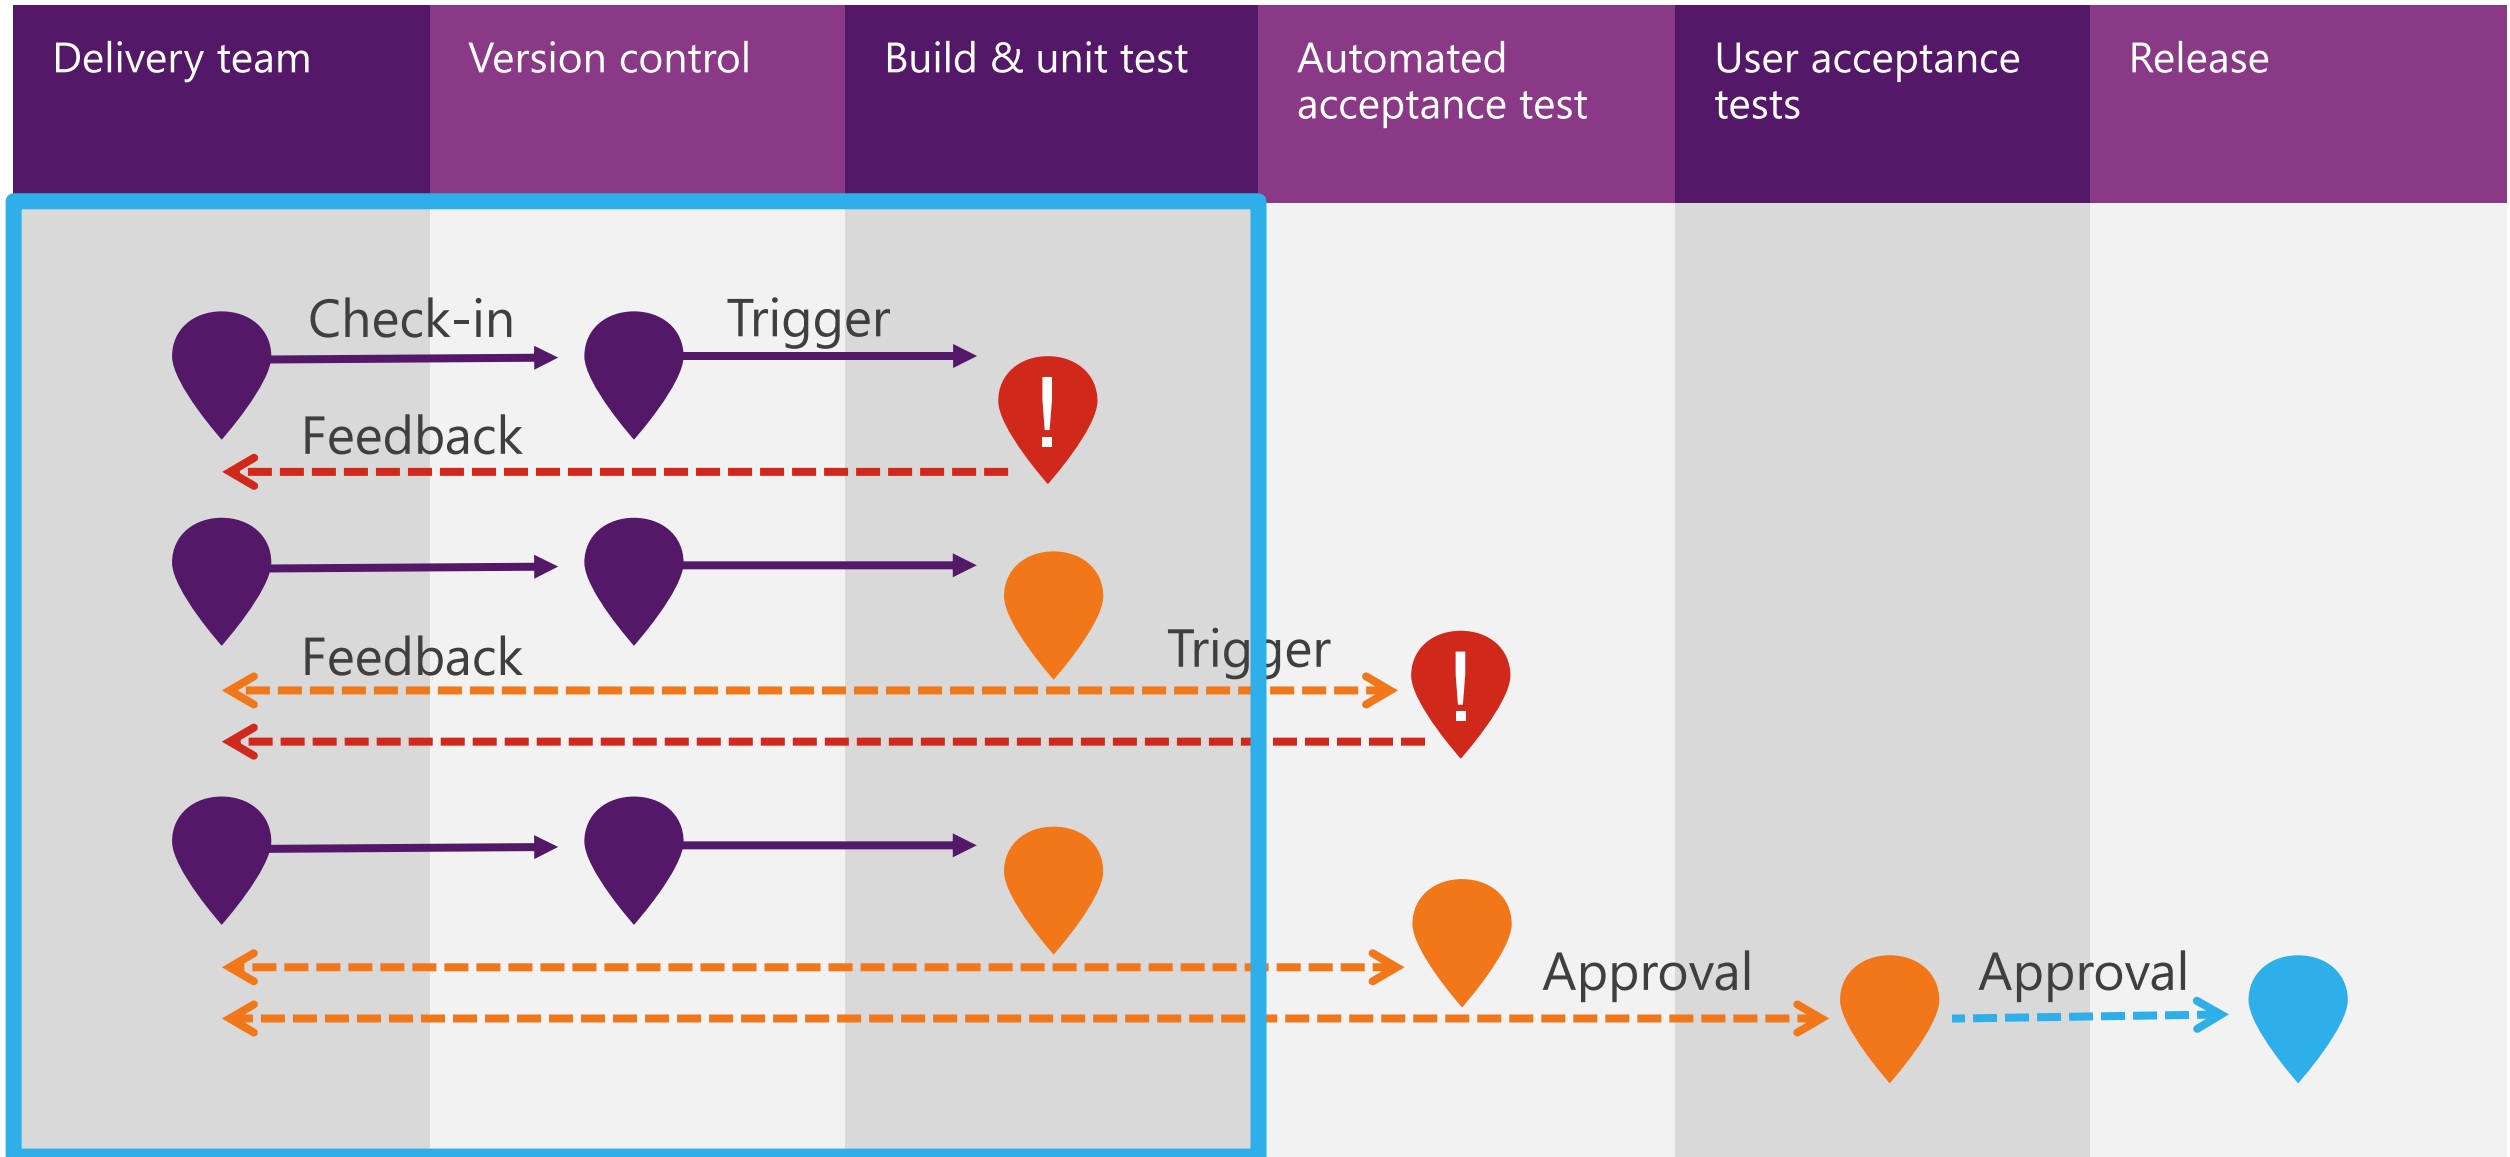 Delivery team
Version control
Build & unit test
Automated
acceptance test
User acceptance
tests
Release
Check-in
Trigger
!
Feedback
Feedback
Trigger
!
Approval
Approval